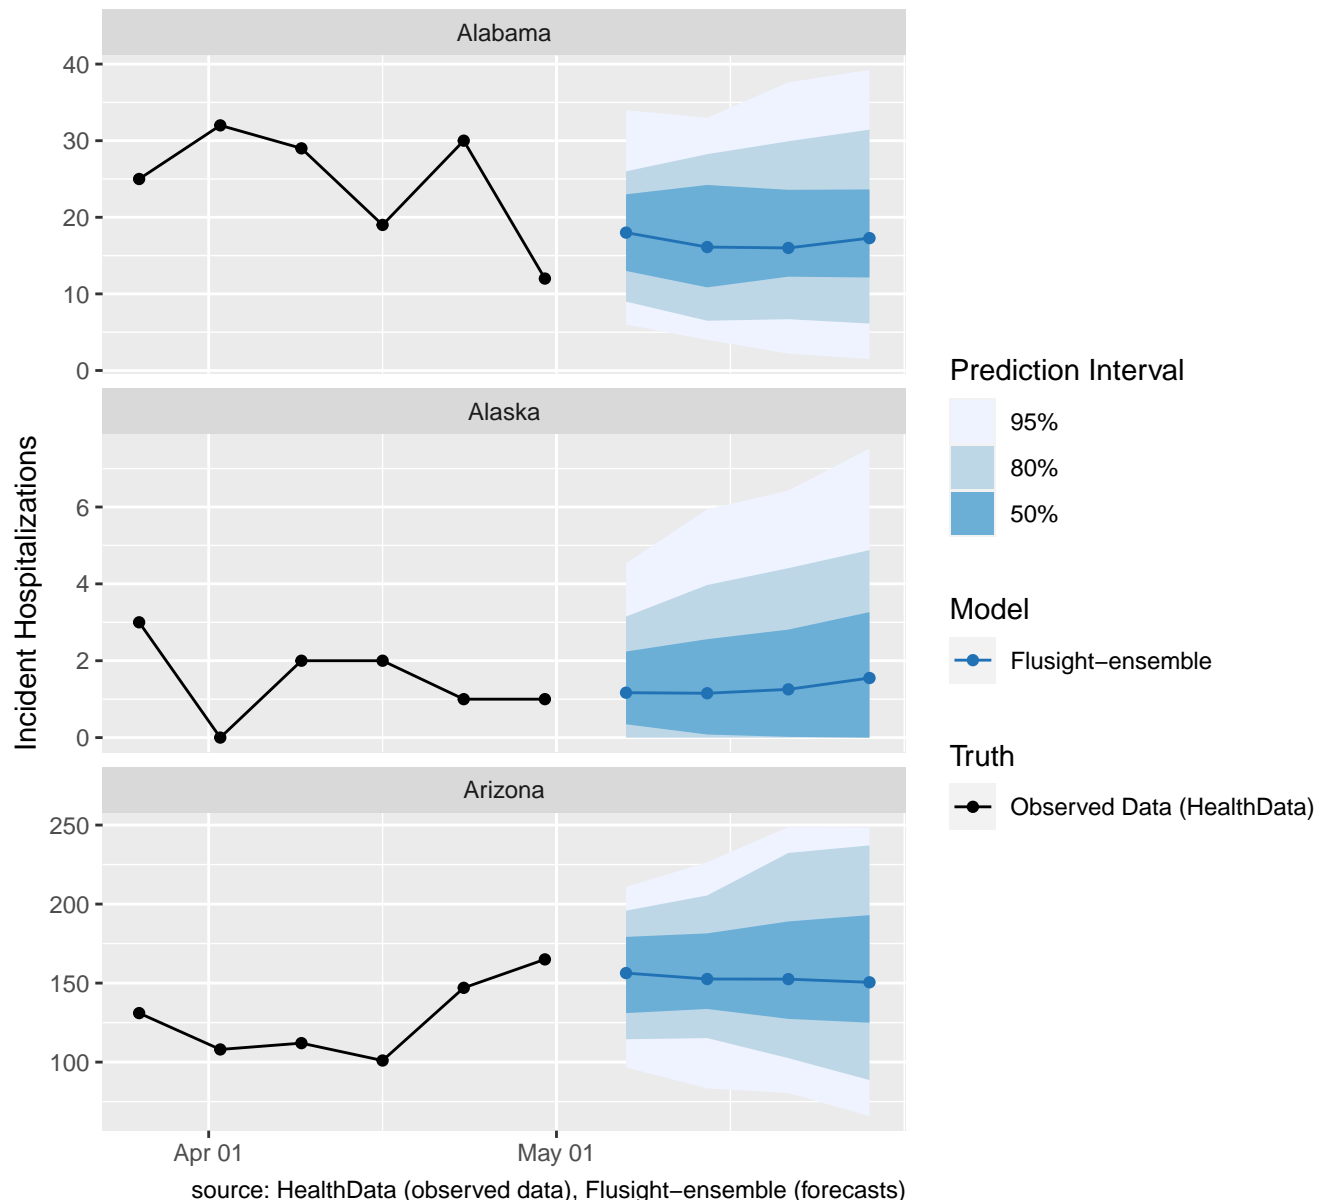 Alabama
40
30
20
10
0
Alaska
6
4
2
0
Arizona
250
200
150
100
Incident Hospitalizations
Apr 01
May 01
source: HealthData (observed data), Flusight−ensemble (forecasts)
Prediction Interval
95%
80%
50%
Model
Flusight−ensemble
Truth
Observed Data (HealthData)